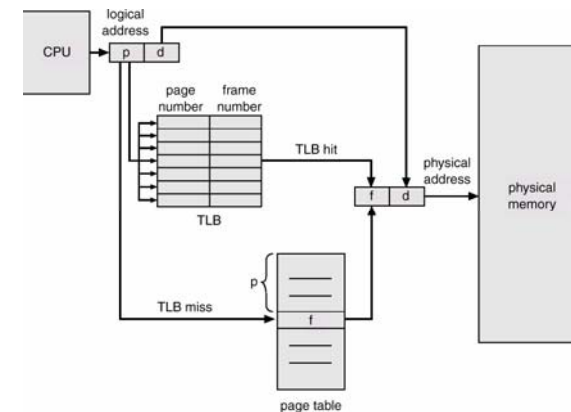 logical
address
CPU
p d
page frame
number number
TLB hit
TLB
physical
address
f d
physical
memory
p
TLB miss
f
page table